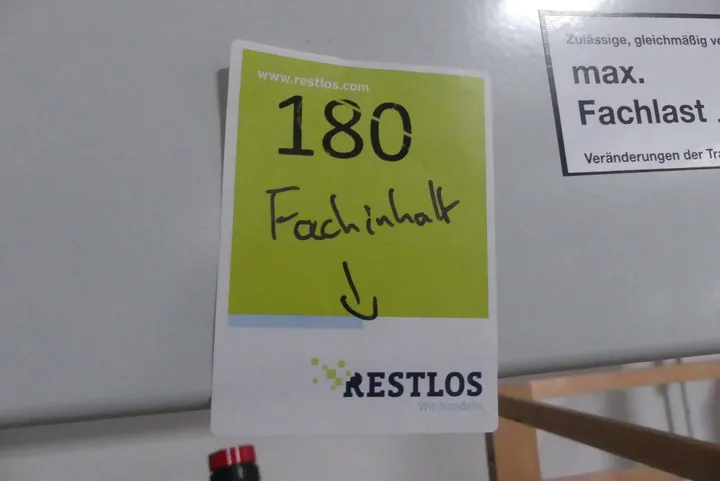 www.restlos.com
180
Fachinhalt
RESTLOS
Wir handeln.
Zulässige, gleichmäßig
max.
Fachlast
Veränderungen der